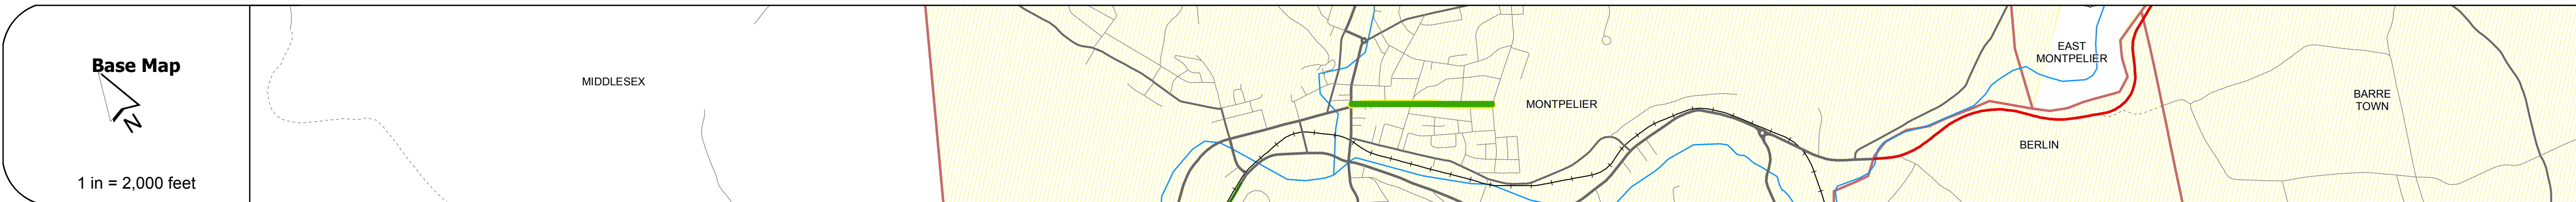 Base Map
N
1 in = 2,000 feet
MIDDLESEX
MONTPELIER
EAST
MONTPELIER
BERLIN
BARRE
TOWN